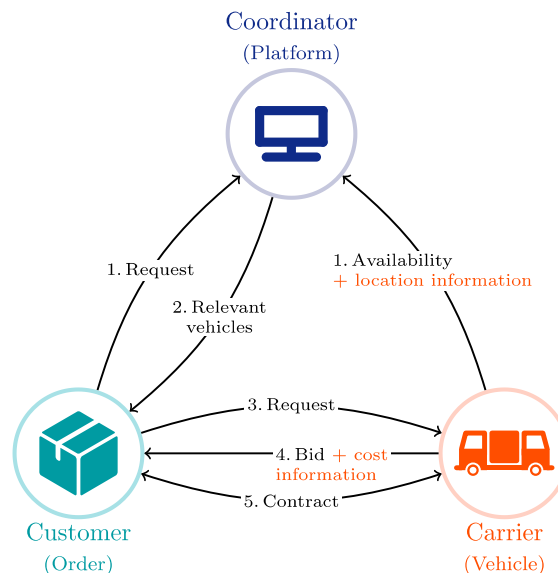 Coordinator
(Platform)
1. Availability
+ location information
1. Request
2. Relevant
vehicles
3. Request
4. Bid + cost
information
5. Contract
Customer
(Order)
Carrier
(Vehicle)